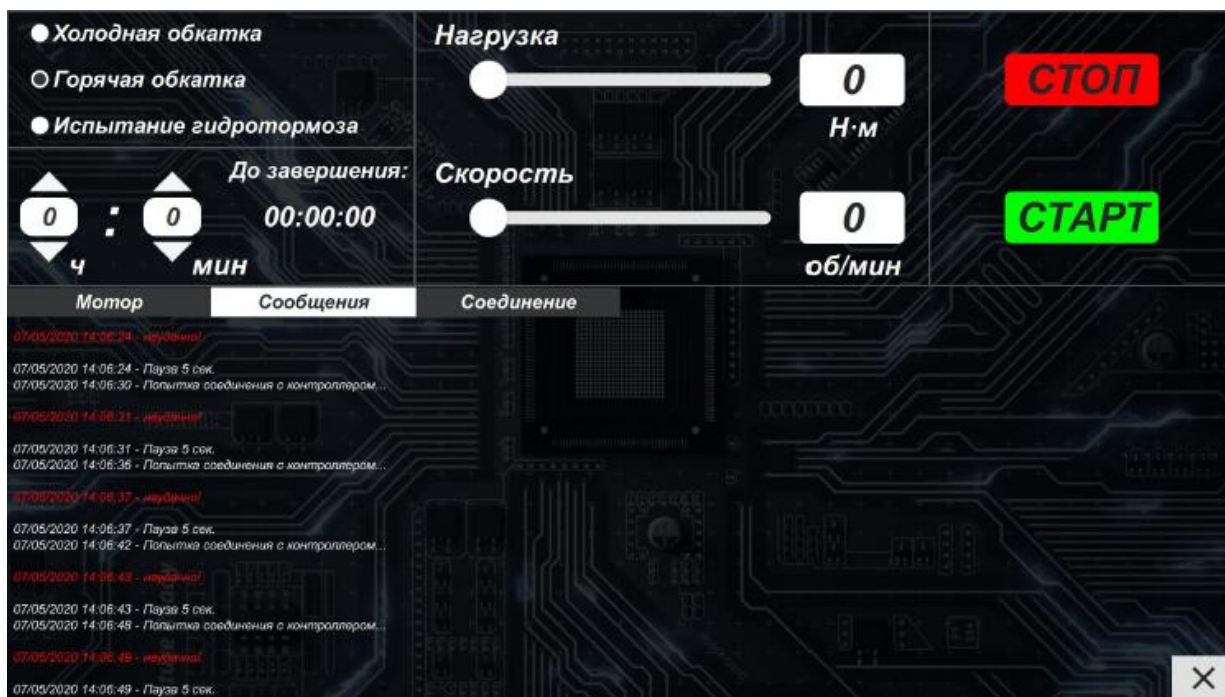 Холодная обкатка
Горячая обкатка
Испытание гидротормоза
До завершения:
0 : 0
00:00:00
ч
мин
Нагрузка
0
Н·м
Скорость
0
об/мин
СТОП
СТАРТ
Мотор
Сообщения
Соединение
07/05/2020 14:06:24 - неудачно!
07/05/2020 14:06:24 - Пауза 5 сек.
07/05/2020 14:06:30 - Попытка соединения с контроллером...
07/05/2020 14:06:31 - неудачно!
07/05/2020 14:06:31 - Пауза 5 сек.
07/05/2020 14:06:36 - Попытка соединения с контроллером...
07/05/2020 14:06:37 - неудачно!
07/05/2020 14:06:37 - Пауза 5 сек.
07/05/2020 14:06:42 - Попытка соединения с контроллером...
07/05/2020 14:06:43 - неудачно!
07/05/2020 14:06:43 - Пауза 5 сек.
07/05/2020 14:06:48 - Попытка соединения с контроллером...
07/05/2020 14:06:49 - неудачно!
07/05/2020 14:06:49 - Пауза 5 сек.